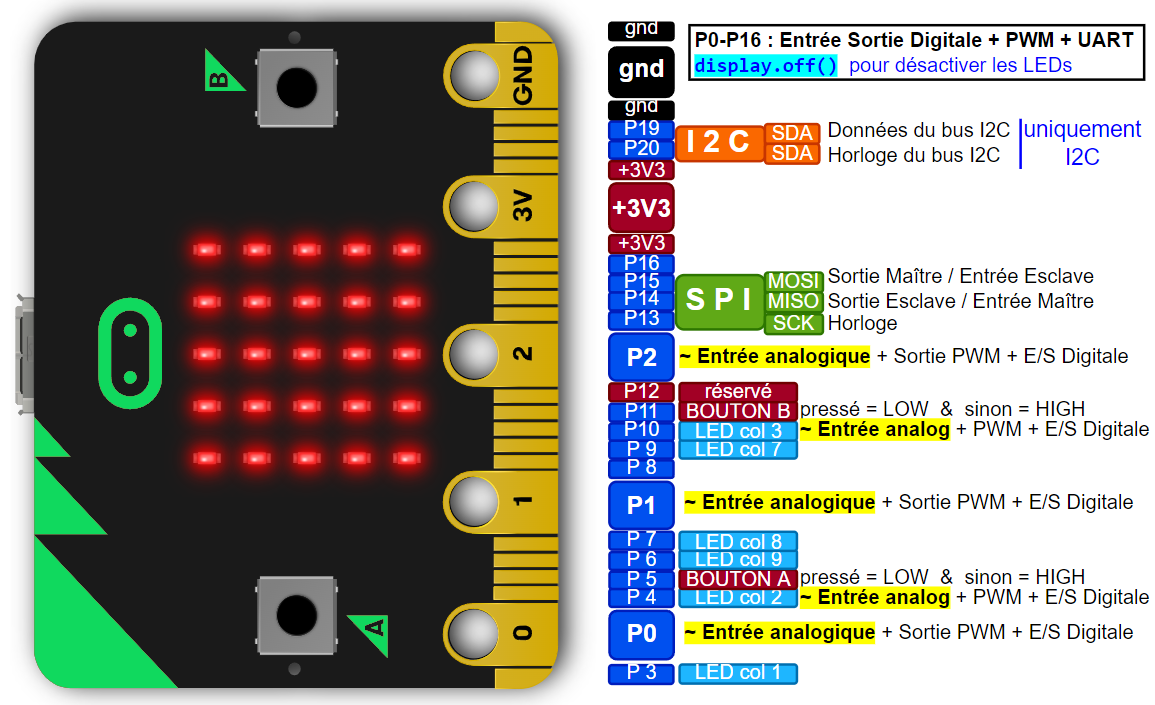 B
GND
3V
2
1
0
A
gnd
gnd
gnd
P0-P16 : Entrée Sortie Digitale + PWM + UART
display.off() pour désactiver les LEDs
P19 I2C SDA Données du bus I2C
P20 SDA Horloge du bus I2C
uniquement
I2C
+3V3
+3V3
+3V3
P16
P15 SPI MOSI Sortie Maître / Entrée Esclave
P14 MISO Sortie Esclave / Entrée Maître
P13 SCK Horloge
P2 ~ Entrée analogique + Sortie PWM + E/S Digitale
P12 réservé
P11 BOUTON B pressé = LOW & sinon = HIGH
P10 LED col 3 ~ Entrée analog + PWM + E/S Digitale
P 9 LED col 7
P 8
P1 ~ Entrée analogique + Sortie PWM + E/S Digitale
P 7 LED col 8
P 6 LED col 9
P 5 BOUTON A pressé = LOW & sinon = HIGH
P 4 LED col 2 ~ Entrée analog + PWM + E/S Digitale
P0 ~ Entrée analogique + Sortie PWM + E/S Digitale
P 3 LED col 1